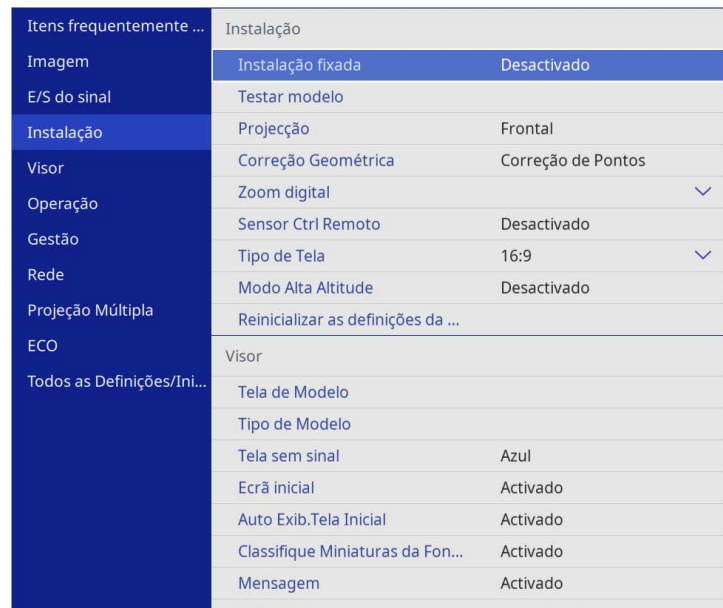 Itens frequentemente ...
Imagem
E/S do sinal
Instalação
Visor
Operação
Gestão
Rede
Projeção Múltipla
ECO
Todos as Definições/Ini...
Instalação
Instalação fixada Desactivado
Testar modelo
Projecção Frontal
Correção Geométrica Correção de Pontos
Zoom digital
Sensor Ctrl Remoto Desactivado
Tipo de Tela 16:9
Modo Alta Altitude Desactivado
Reinicializar as definições da ...
Visor
Tela de Modelo
Tipo de Modelo
Tela sem sinal Azul
Ecrã inicial Activado
Auto Exib.Tela Inicial Activado
Classifique Miniaturas da Fon... Activado
Mensagem Activado